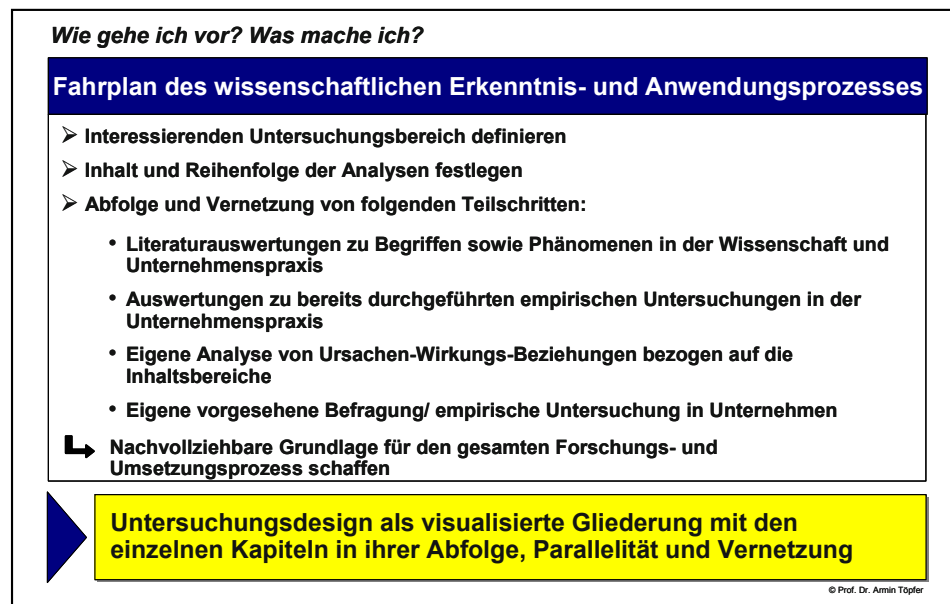 Wie gehe ich vor? Was mache ich?
Fahrplan des wissenschaftlichen Erkenntnis- und Anwendungsprozesses
➢ Interessierenden Untersuchungsbereich definieren
➢ Inhalt und Reihenfolge der Analysen festlegen
➢ Abfolge und Vernetzung von folgenden Teilschritten:
• Literaturauswertungen zu Begriffen sowie Phänomenen in der Wissenschaft und
Unternehmenspraxis
• Auswertungen zu bereits durchgeführten empirischen Untersuchungen in der
Unternehmenspraxis
• Eigene Analyse von Ursachen-Wirkungs-Beziehungen bezogen auf die
Inhaltsbereiche
• Eigene vorgesehene Befragung/ empirische Untersuchung in Unternehmen
Nachvollziehbare Grundlage für den gesamten Forschungs- und
Umsetzungsprozess schaffen
Untersuchungsdesign als visualisierte Gliederung mit den
einzelnen Kapiteln in ihrer Abfolge, Parallelität und Vernetzung
© Prof. Dr. Armin Töpfer